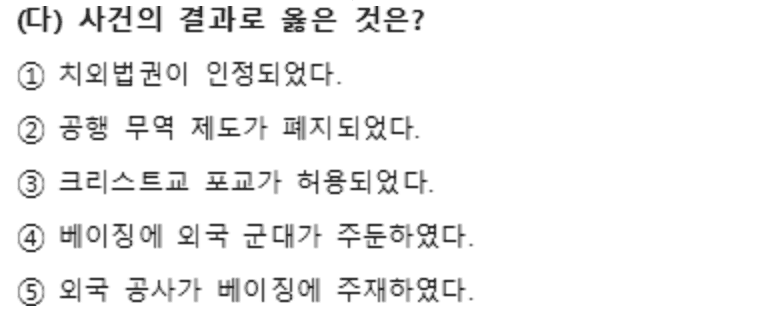 (다) 사건의 결과로 옳은 것은?
① 치외법권이 인정되었다.
② 공행 무역 제도가 폐지되었다.
③ 크리스트교 포교가 허용되었다.
④ 베이징에 외국 군대가 주둔하였다.
⑤ 외국 공사가 베이징에 주재하였다.